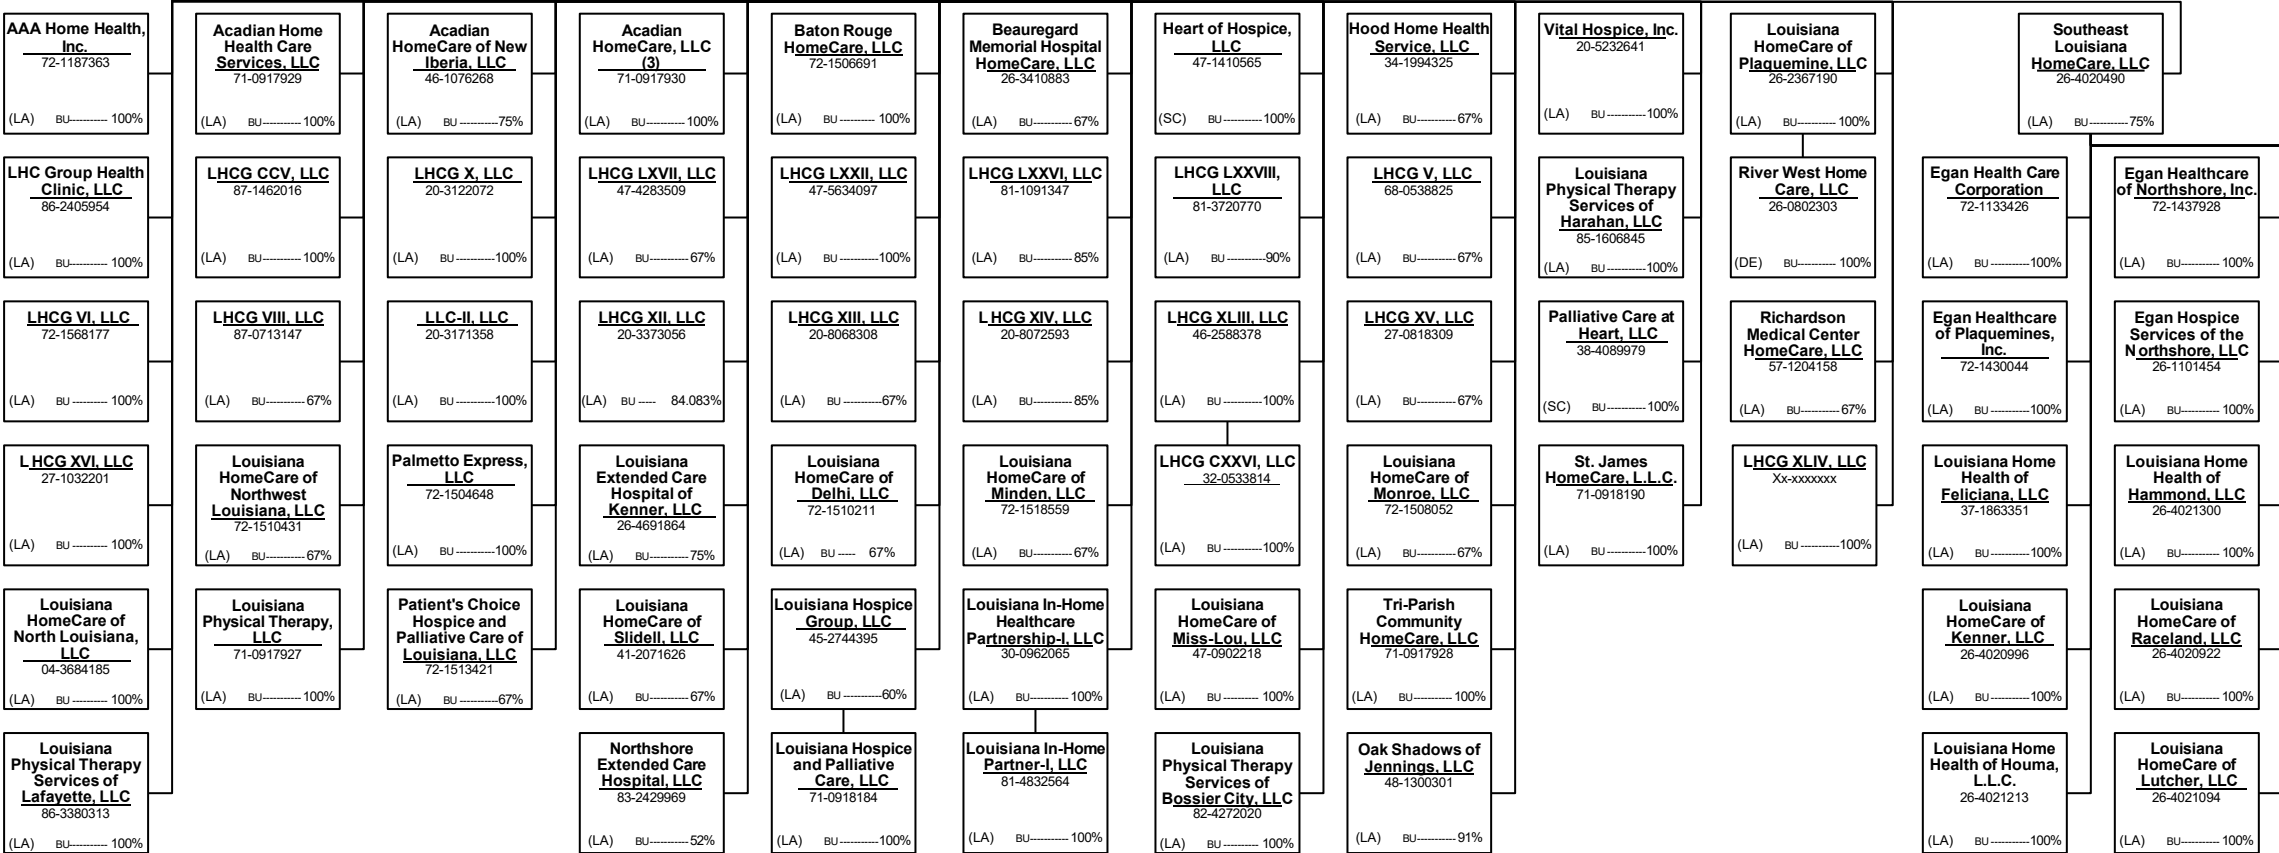 AAA Home Health,
Inc.
72-1187363
(LA) BU----------- 100%
Acadian Home
Health Care
Services, LLC
71-0917929
(LA) BU----------- 100%
Acadian
HomeCare of New
Iberia, LLC
46-1076268
(LA) BU -----------75%
Acadian
HomeCare, LLC
(3)
71-0917930
(LA) BU-----------100%
Baton Rouge
HomeCare, LLC
72-1506691
(LA) BU ---------- 100%
Beauregard
Memorial Hospital
HomeCare, LLC
26-3410883
(LA) BU -----------67%
Heart of Hospice,
LLC
47-1410565
(SC) BU -----------100%
Hood Home Health
Service, LLC
34-1994325
(LA) BU ----------- 67%
Vital Hospice, Inc.
20-5232641
(LA) BU -----------100%
Louisiana
HomeCare of
Plaquemine, LLC
26-2367190
(LA) BU----------- 100%
Southeast
Louisiana
HomeCare, LLC
26-4020490
(LA) BU-----------75%
LHC Group Health
Clinic, LLC
86-2405954
(LA) BU----------- 100%
LHCG CCV, LLC
87-1462016
(LA) BU----------- 100%
LHCG X, LLC
20-3122072
(LA) BU -----------100%
LHCG LXVII, LLC
47-4283509
(LA) BU----------- 67%
LHCG LXXII, LLC
47-5634097
(LA) BU -----------100%
LHCG LXXVI, LLC
81-1091347
(LA) BU----------- 85%
LHCG LXXVIII,
LLC
81-3720770
(LA) BU -----------90%
LHCG V, LLC
68-0538825
(LA) BU----------- 67%
Louisiana
Physical Therapy
Services of
Harahan, LLC
85-1606845
(LA) BU -----------100%
River West Home
Care, LLC
26-0802303
(DE) BU----------- 100%
Egan Health Care
Corporation
72-1133426
(LA) BU -----------100%
Egan Healthcare
of Northshore, Inc.
72-1437928
(LA) BU----------- 100%
LHCG VI, LLC
72-1568177
(LA) BU ---------- 100%
LHCG VIII, LLC
87-0713147
(LA) BU----------- 67%
LLC-II, LLC
20-3171358
(LA) BU -----------100%
LHCG XII, LLC
20-3373056
(LA) BU ----- 84.083%
LHCG XIII, LLC
20-8068308
(LA) BU -----------67%
LHCG XIV, LLC
20-8072593
(LA) BU----------- 85%
LHCG XLIII, LLC
46-2588378
(LA) BU -----------100%
LHCG XV, LLC
27-0818309
(LA) BU----------- 67%
Palliative Care at
Heart, LLC
38-4089979
(SC) BU -----------100%
Richardson
Medical Center
HomeCare, LLC
57-1204158
(LA) BU----------- 67%
Egan Healthcare
of Plaquemines,
Inc.
72-1430044
(LA) BU -----------100%
Egan Hospice
Services of the
Northshore, LLC
26-1101454
(LA) BU----------- 100%
LHCG XVI, LLC
27-1032201
(LA) BU ---------- 100%
Louisiana
HomeCare of
Northwest
Louisiana, LLC
72-1510431
(LA) BU----------- 67%
Palmetto Express,
LLC
72-1504648
(LA) BU -----------100%
Louisiana
Extended Care
Hospital of
Kenner, LLC
26-4691864
(LA) BU----------- 75%
Louisiana
HomeCare of
Delhi, LLC
72-1510211
(LA) BU ----- 67%
Louisiana
HomeCare of
Minden, LLC
72-1518559
(LA) BU-----------67%
LHCG CXXVI, LLC
32-0533814
(LA) BU -----------100%
Louisiana
HomeCare of
Monroe, LLC
72-1508052
(LA) BU-----------67%
St. James
HomeCare, L.L.C.
71-0918190
(LA) BU -----------100%
LHCG XLIV, LLC
Xx-xxxxxxx
(LA) BU -----------100%
Louisiana Home
Health of
Feliciana, LLC
37-1863351
(LA) BU -----------100%
Louisiana Home
Health of
Hammond, LLC
26-4021300
(LA) BU----------- 100%
Louisiana
HomeCare of
North Louisiana,
LLC
04-3684185
(LA) BU ---------- 100%
Louisiana
Physical Therapy,
LLC
71-0917927
(LA) BU----------- 100%
Patient's Choice
Hospice and
Palliative Care of
Louisiana, LLC
72-1513421
(LA) BU -----------67%
Louisiana
HomeCare of
Slidell, LLC
41-2071626
(LA) BU----------- 67%
Louisiana Hospice
Group, LLC
45-2744395
(LA) BU -----------60%
Louisiana In-Home
Healthcare
Partnership-I, LLC
30-0962065
(LA) BU----------- 100%
Louisiana
HomeCare of
Miss-Lou, LLC
47-0902218
(LA) BU ---------- 100%
Tri-Parish
Community
HomeCare, LLC
71-0917928
(LA) BU----------- 100%
Louisiana
HomeCare of
Kenner, LLC
26-4020996
(LA) BU -----------100%
Louisiana
HomeCare of
Raceland, LLC
26-4020922
(LA) BU----------- 100%
Louisiana
Physical Therapy
Services of
Lafayette, LLC
86-3380313
(LA) BU----------- 100%
Northshore
Extended Care
Hospital, LLC
83-2429969
(LA) BU-----------52%
Louisiana Hospice
and Palliative
Care, LLC
71-0918184
(LA) BU -----------100%
Louisiana In-Home
Partner-I, LLC
81-4832564
(LA) BU----------- 100%
Louisiana
Physical Therapy
Services of
Bossier City, LLC
82-4272020
(LA) BU ---------- 100%
Oak Shadows of
Jennings, LLC
48-1300301
(LA) BU----------- 91%
Louisiana Home
Health of Houma,
L.L.C.
26-4021213
(LA) BU -----------100%
Louisiana
HomeCare of
Lutcher, LLC
26-4021094
(LA) BU----------- 100%